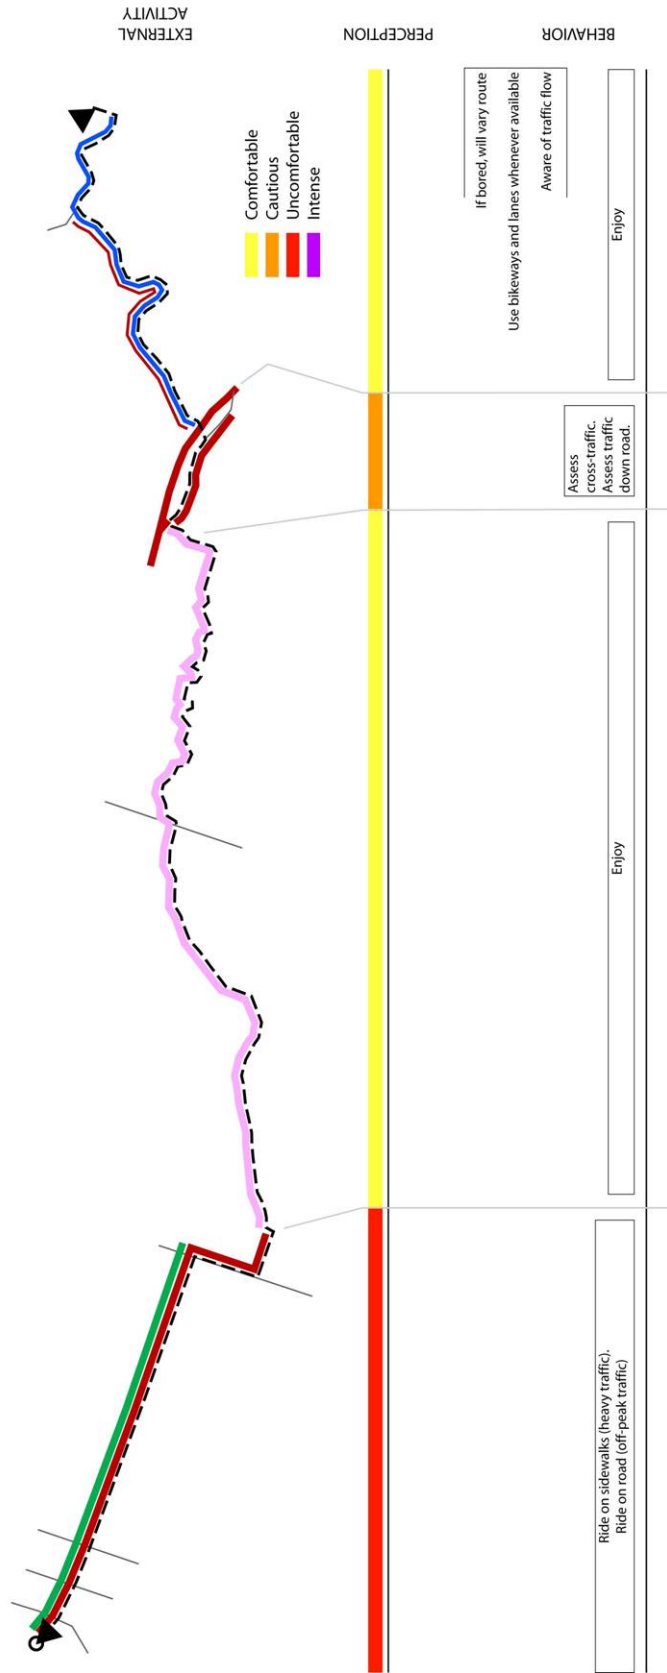 EXTERNAL
ACTIVITY
PERCEPTION
BEHAVIOR
Comfortable
Cautious
Uncomfortable
Intense
If bored, will vary route
Use bikeways and lanes whenever available
Aware of traffic flow
Enjoy
Assess
cross-traffic.
Assess traffic
down road.
Enjoy
Ride on sidewalks (heavy traffic).
Ride on road (off-peak traffic)